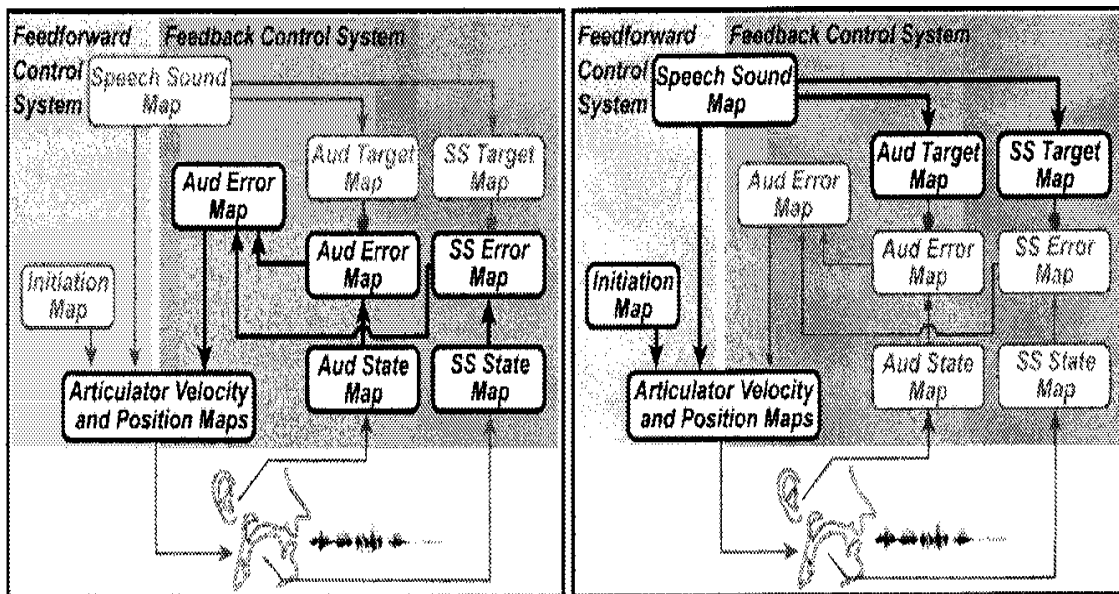 Feedforward
Control
System
Feedback Control System
Speech Sound
Map
Aud Target
Map
SS Target
Map
Aud Error
Map
Aud Error
Map
SS Error
Map
Initiation
Map
Aud State
Map
SS State
Map
Articulator Velocity
and Position Maps
Feedforward
Control
System
Feedback Control System
Speech Sound
Map
Aud Target
Map
SS Target
Map
Aud Error
Map
Aud Error
Map
SS Error
Map
Initiation
Map
Aud State
Map
SS State
Map
Articulator Velocity
and Position Maps